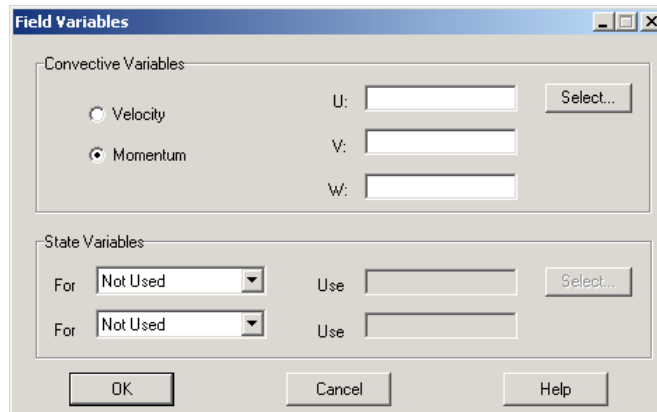 Field Variables
Convective Variables
Velocity
Momentum
U:
Select...
V:
W:
State Variables
For Not Used Use Select...
For Not Used Use
OK Cancel Help